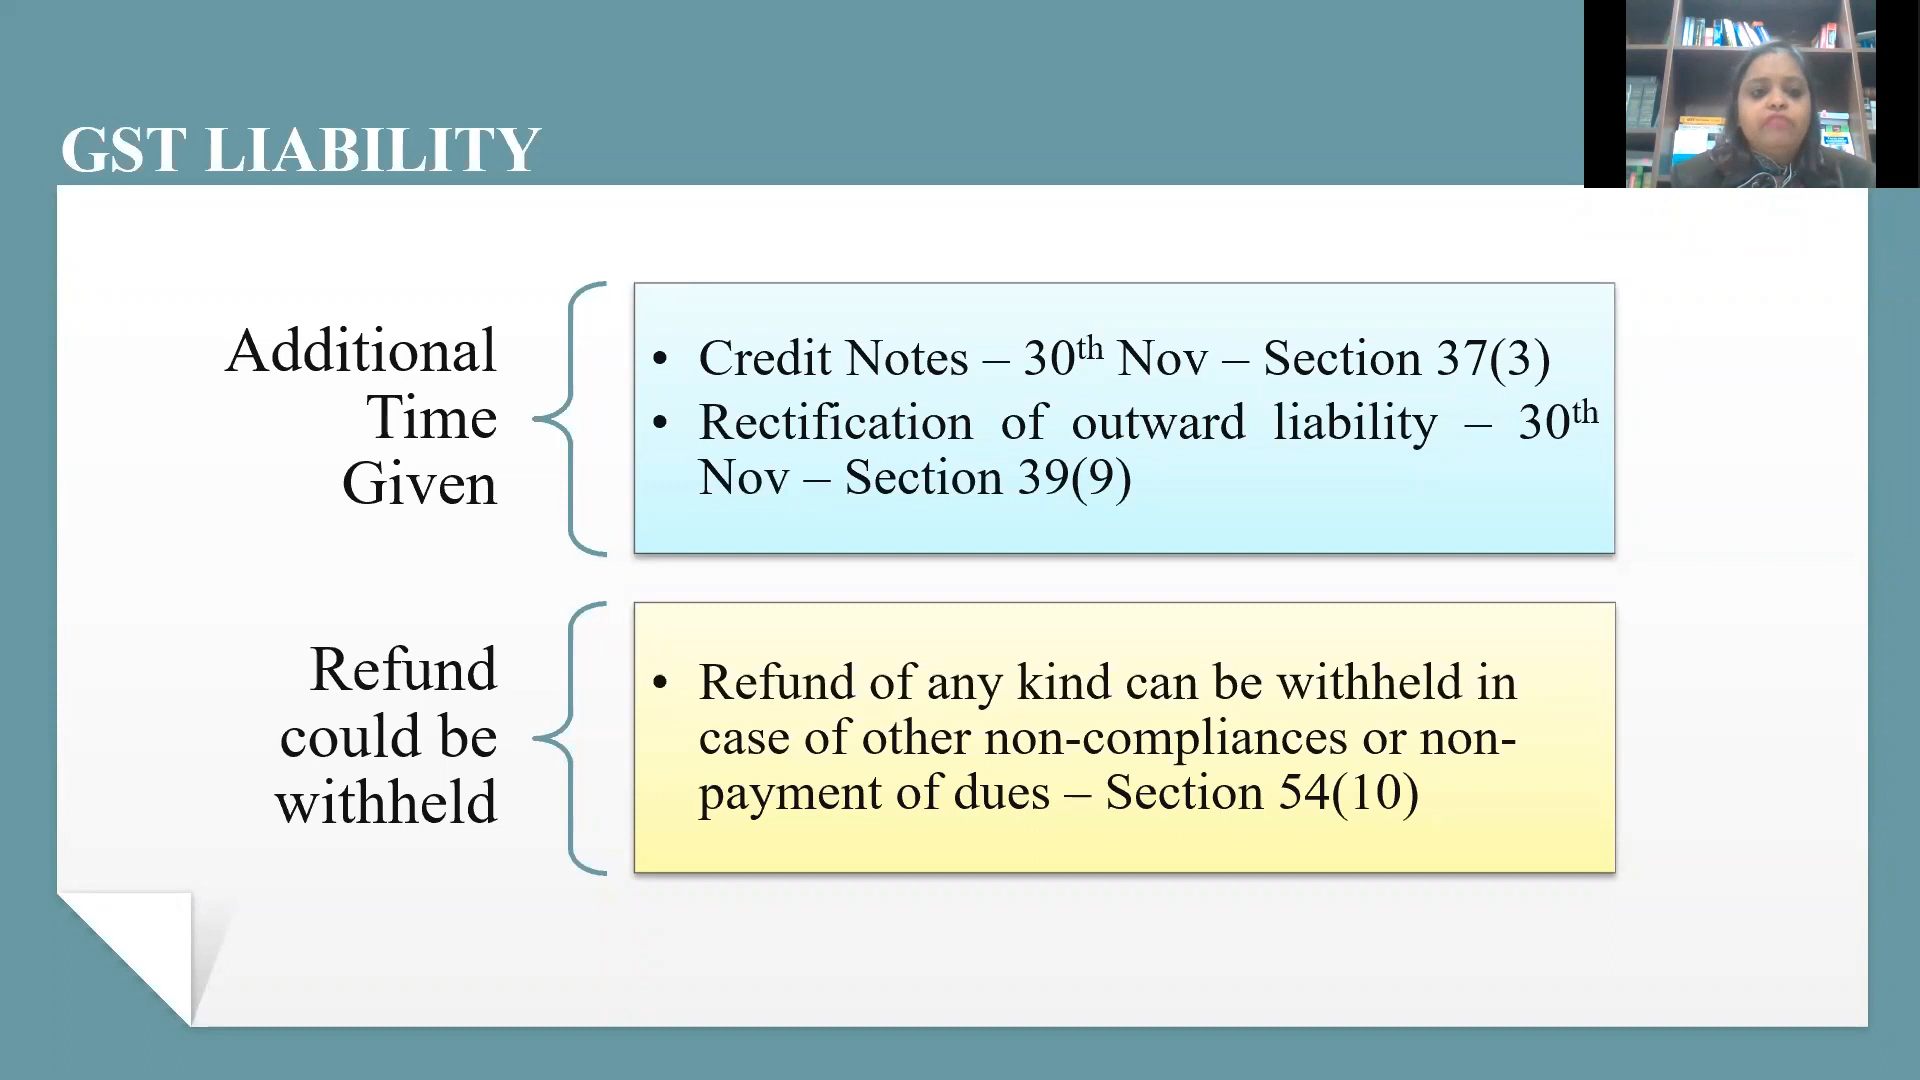 GST LIABILITY
Additional
Time
Given
• Credit Notes – 30th Nov – Section 37(3)
• Rectification of outward liability – 30th
Nov – Section 39(9)
Refund
could be
withheld
• Refund of any kind can be withheld in
case of other non-compliances or non-
payment of dues – Section 54(10)